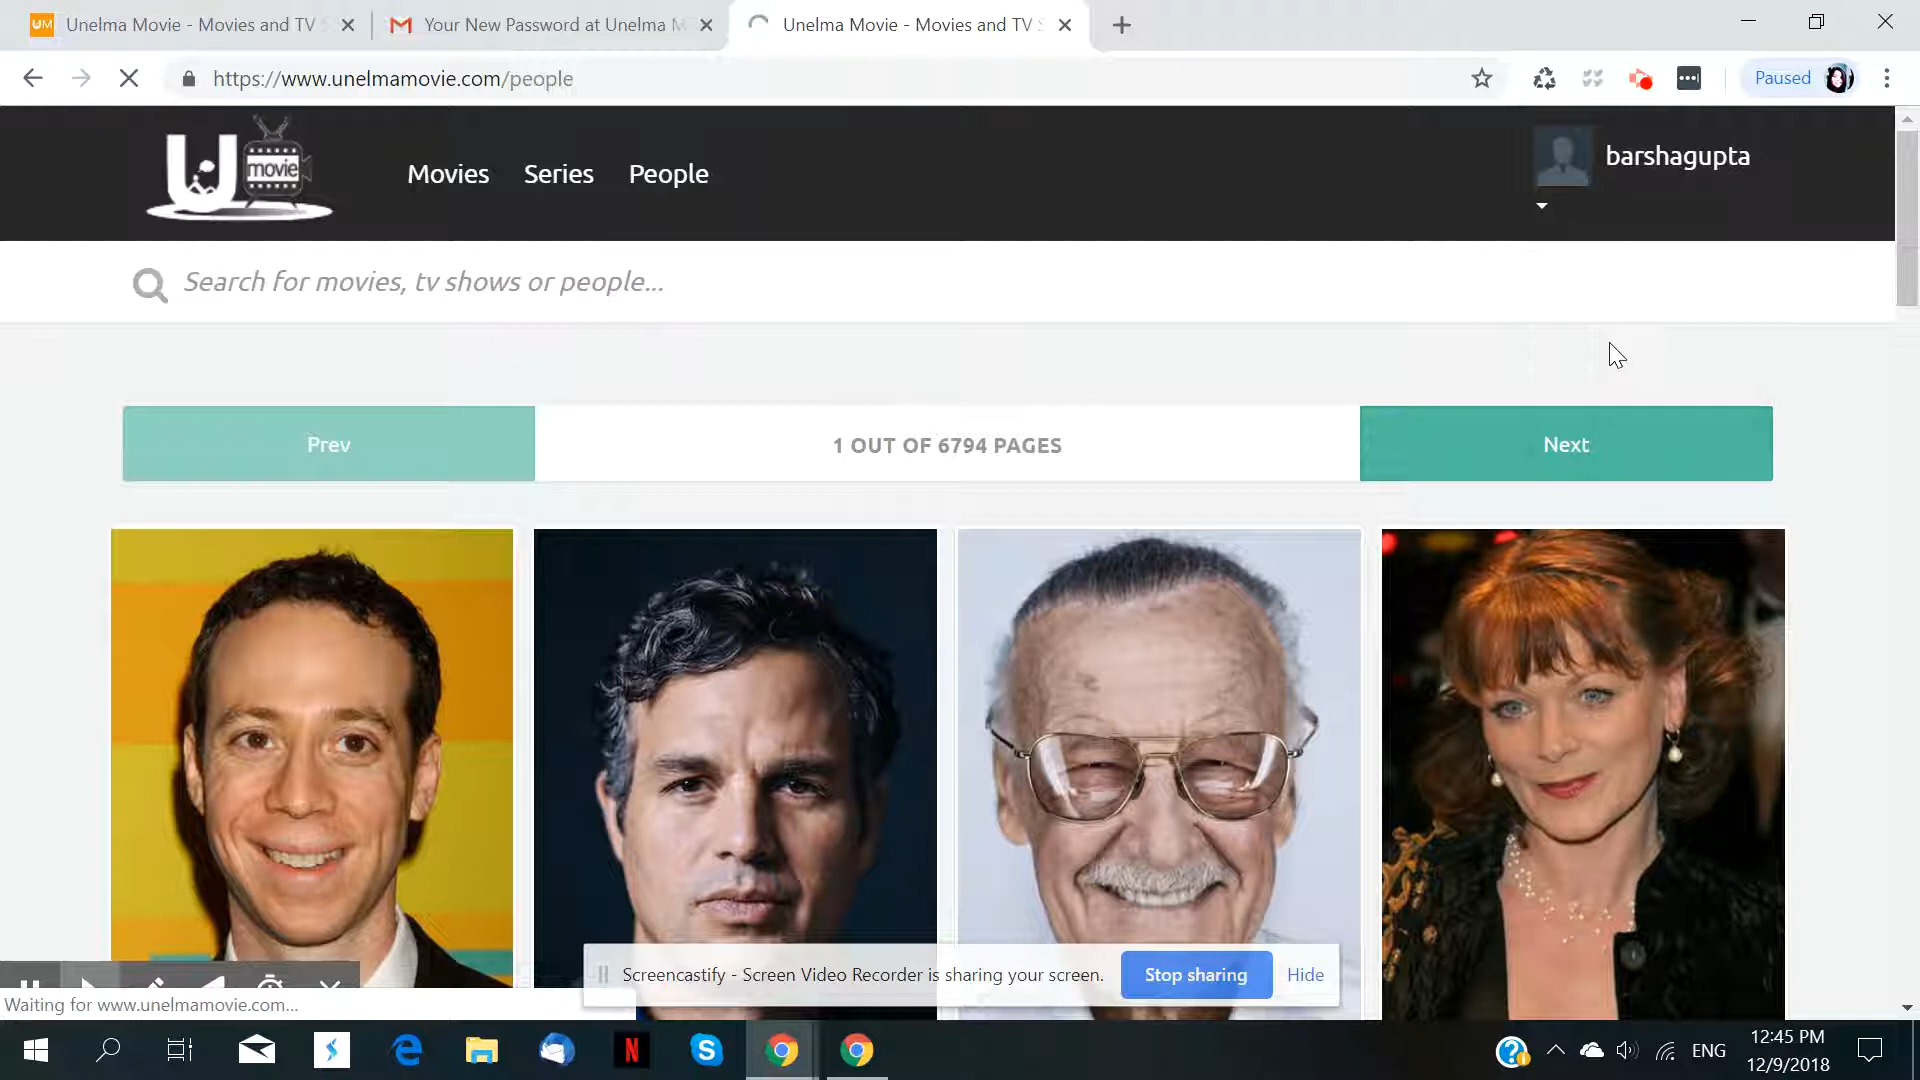 UM
Unelma Movie - Movies and TV
Your New Password at Unelma M
Unelma Movie - Movies and TV S
https://www.unelmamovie.com/people
Paused
U movie
Movies
Series
People
barshagupta
Search for movies, tv shows or people...
Prev
1 OUT OF 6794 PAGES
Next
Screencastify - Screen Video Recorder is sharing your screen.
Stop sharing
Hide
Waiting for www.unelmamovie.com...
ENG
12:45 PM
12/9/2018